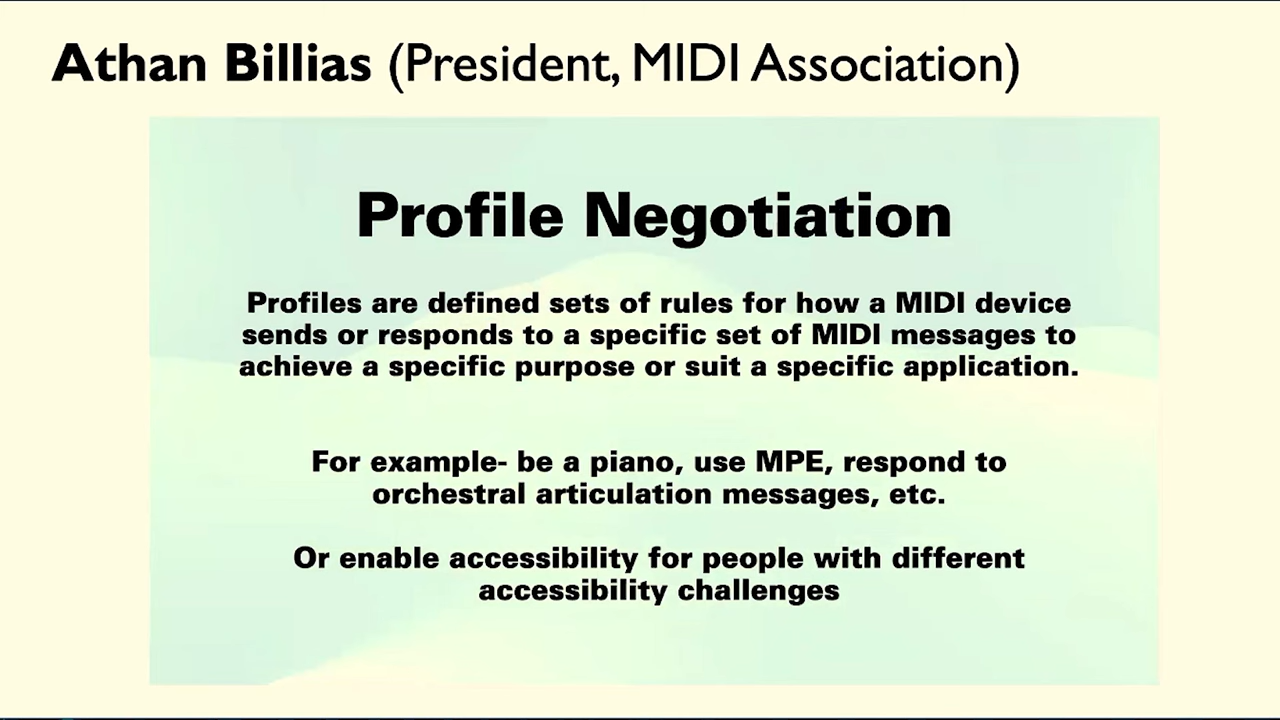 Athan Billias (President, MIDI Association)
Profile Negotiation
Profiles are defined sets of rules for how a MIDI device
sends or responds to a specific set of MIDI messages to
achieve a specific purpose or suit a specific application.
For example- be a piano, use MPE, respond to
orchestral articulation messages, etc.
Or enable accessibility for people with different
accessibility challenges